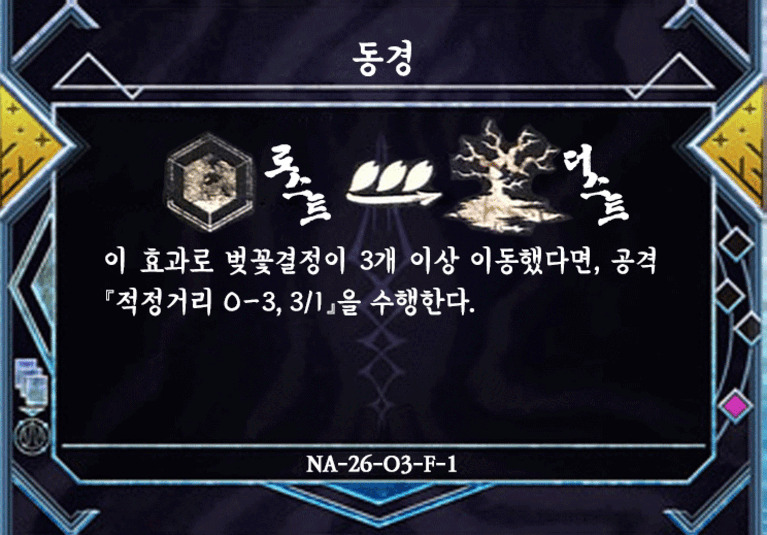 동경
로스트 더스트
이 효과로 벚꽃결정이 3개 이상 이동했다면, 공격
『적정거리 0-3, 3/1』을 수행한다.
NA-26-O3-F-1